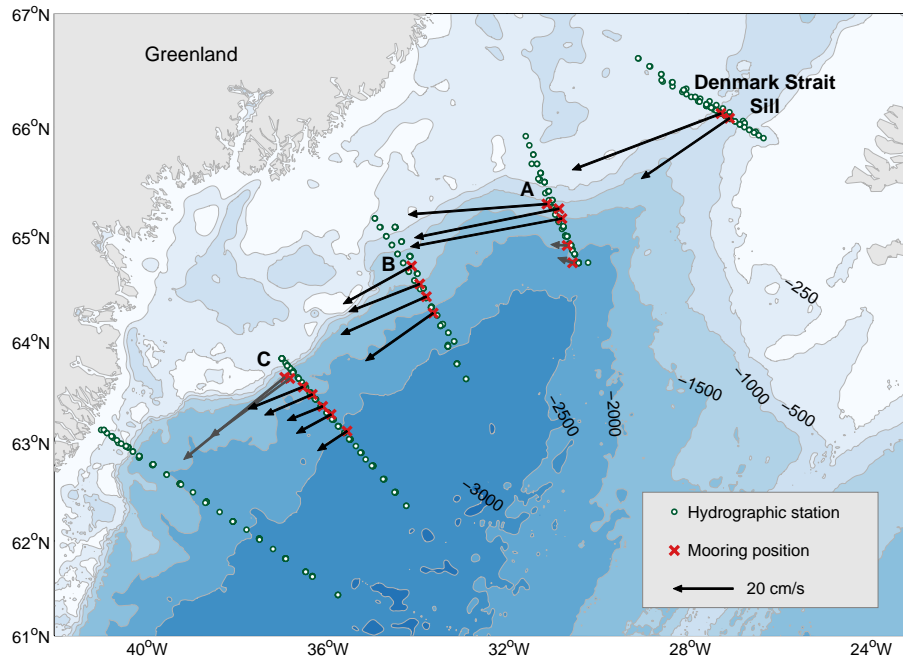 67°N
66°N
65°N
64°N
63°N
62°N
61°N
Greenland
Denmark Strait
Sill
A
B
C
−250
−500
−1000
−1500
−2000
−2500
−3000
Hydrographic station
Mooring position
20 cm/s
40°W
36°W
32°W
28°W
24°W